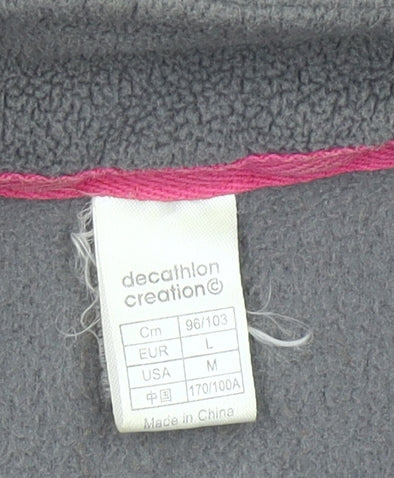 decathlon
creation©
Cm 96/103
EUR L
USA M
中国 170/100A
Made in China